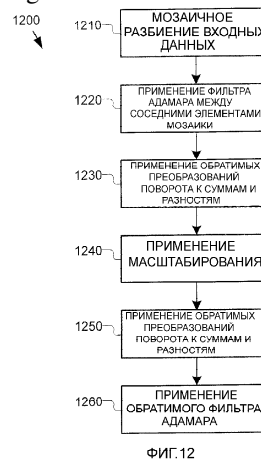 1200
1210
МОЗАИЧНОЕ
РАЗБИЕНИЕ ВХОДНЫХ
ДАННЫХ
1220
ПРИМЕНЕНИЕ ФИЛЬТРА
АДАМАРА МЕЖДУ
СОСЕДНИМИ ЭЛЕМЕНТАМИ
МОЗАИКИ
1230
ПРИМЕНЕНИЕ ОБРАТИМЫХ
ПРЕОБРАЗОВАНИЙ
ПОВОРОТА К СУММАМ И
РАЗНОСТЯМ
1240
ПРИМЕНЕНИЕ
МАСШТАБИРОВАНИЯ
1250
ПРИМЕНЕНИЕ ОБРАТИМЫХ
ПРЕОБРАЗОВАНИЙ
ПОВОРОТА К СУММАМ И
РАЗНОСТЯМ
1260
ПРИМЕНЕНИЕ
ОБРАТИМОГО ФИЛЬТРА
АДАМАРА
ФИГ.12